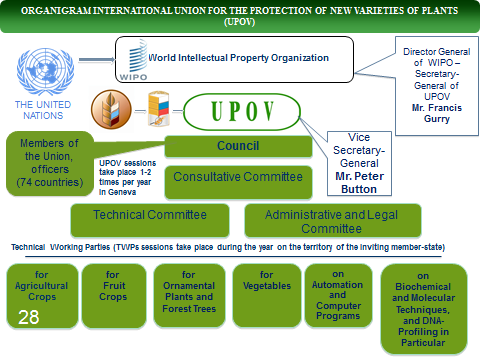 ORGANIGRAM INTERNATIONAL UNION FOR THE PROTECTION OF NEW VARIETIES OF PLANTS
(UPOV)
World Intellectual Property Organization
WIPO
Director General
of WIPO –
Secretary-
General of
UPOV
Mr. Francis
Gurry
THE UNITED
NATIONS
U P O V
Members of
the Union,
officers
(74 countries)
UPOV sessions
take place 1-2
times per year
in Geneva
Council
Consultative Committee
Vice
Secretary-
General
Mr. Peter
Button
Technical Committee
Administrative and Legal
Committee
Technical Working Parties (TWPs sessions take place during the year on the territory of the inviting member-state)
for
Agricultural
Crops
28
for
Fruit
Crops
for
Ornamental
Plants and
Forest Trees
for
Vegetables
on
Automation
and
Computer
Programs
on
Biochemical
and Molecular
Techniques,
and DNA-
Profiling in
Particular